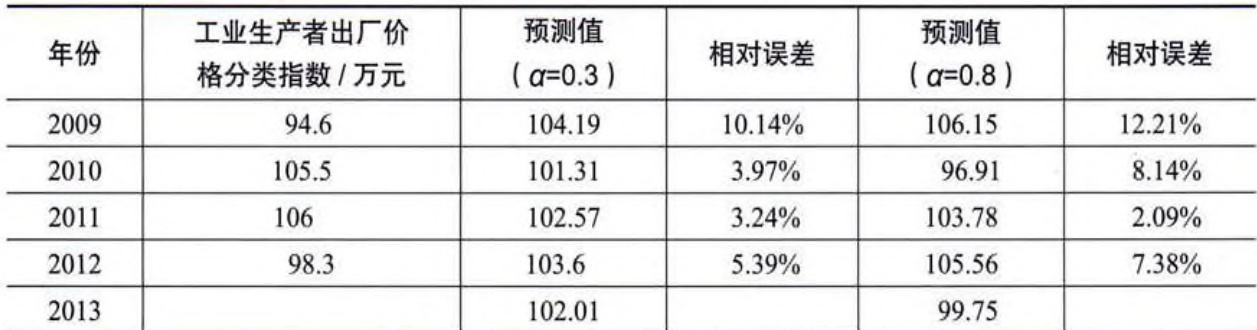 年份 工业生产者出厂价格分类指数 / 万元 预测值（α=0.3） 相对误差 预测值（α=0.8） 相对误差
2009 94.6 104.19 10.14% 106.15 12.21%
2010 105.5 101.31 3.97% 96.91 8.14%
2011 106 102.57 3.24% 103.78 2.09%
2012 98.3 103.6 5.39% 105.56 7.38%
2013 102.01 99.75